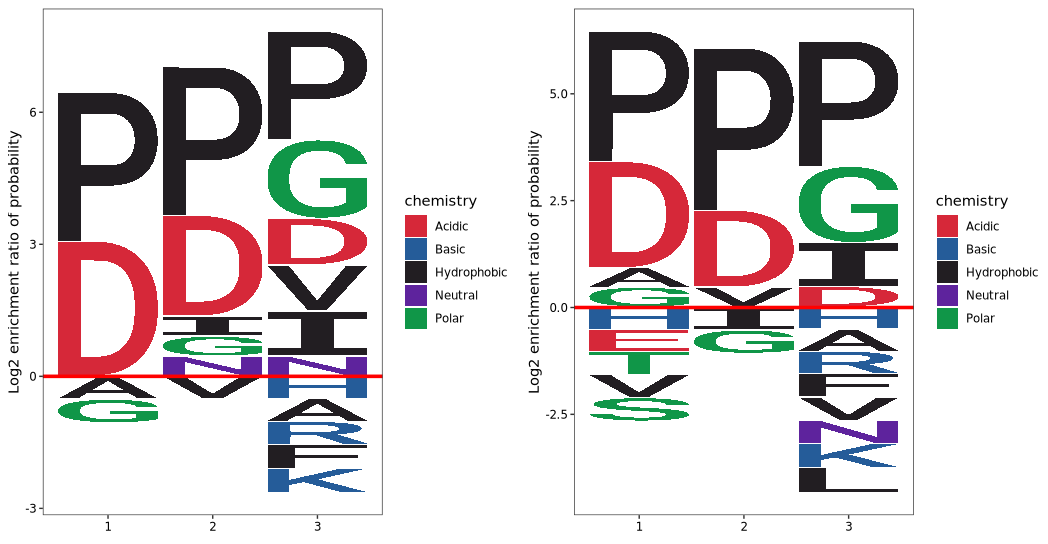 Log2 enrichment ratio of probability
6
3
0
-3
P
D
A
G
P
D
I
G
N
V
P
G
D
V
I
N
H
A
R
F
K
1
2
3
chemistry
Acidic
Basic
Hydrophobic
Neutral
Polar
Log2 enrichment ratio of probability
5.0
2.5
0.0
-2.5
P
D
A
G
H
E
T
V
S
P
D
V
I
G
P
G
I
D
H
A
R
F
V
N
K
L
1
2
3
chemistry
Acidic
Basic
Hydrophobic
Neutral
Polar